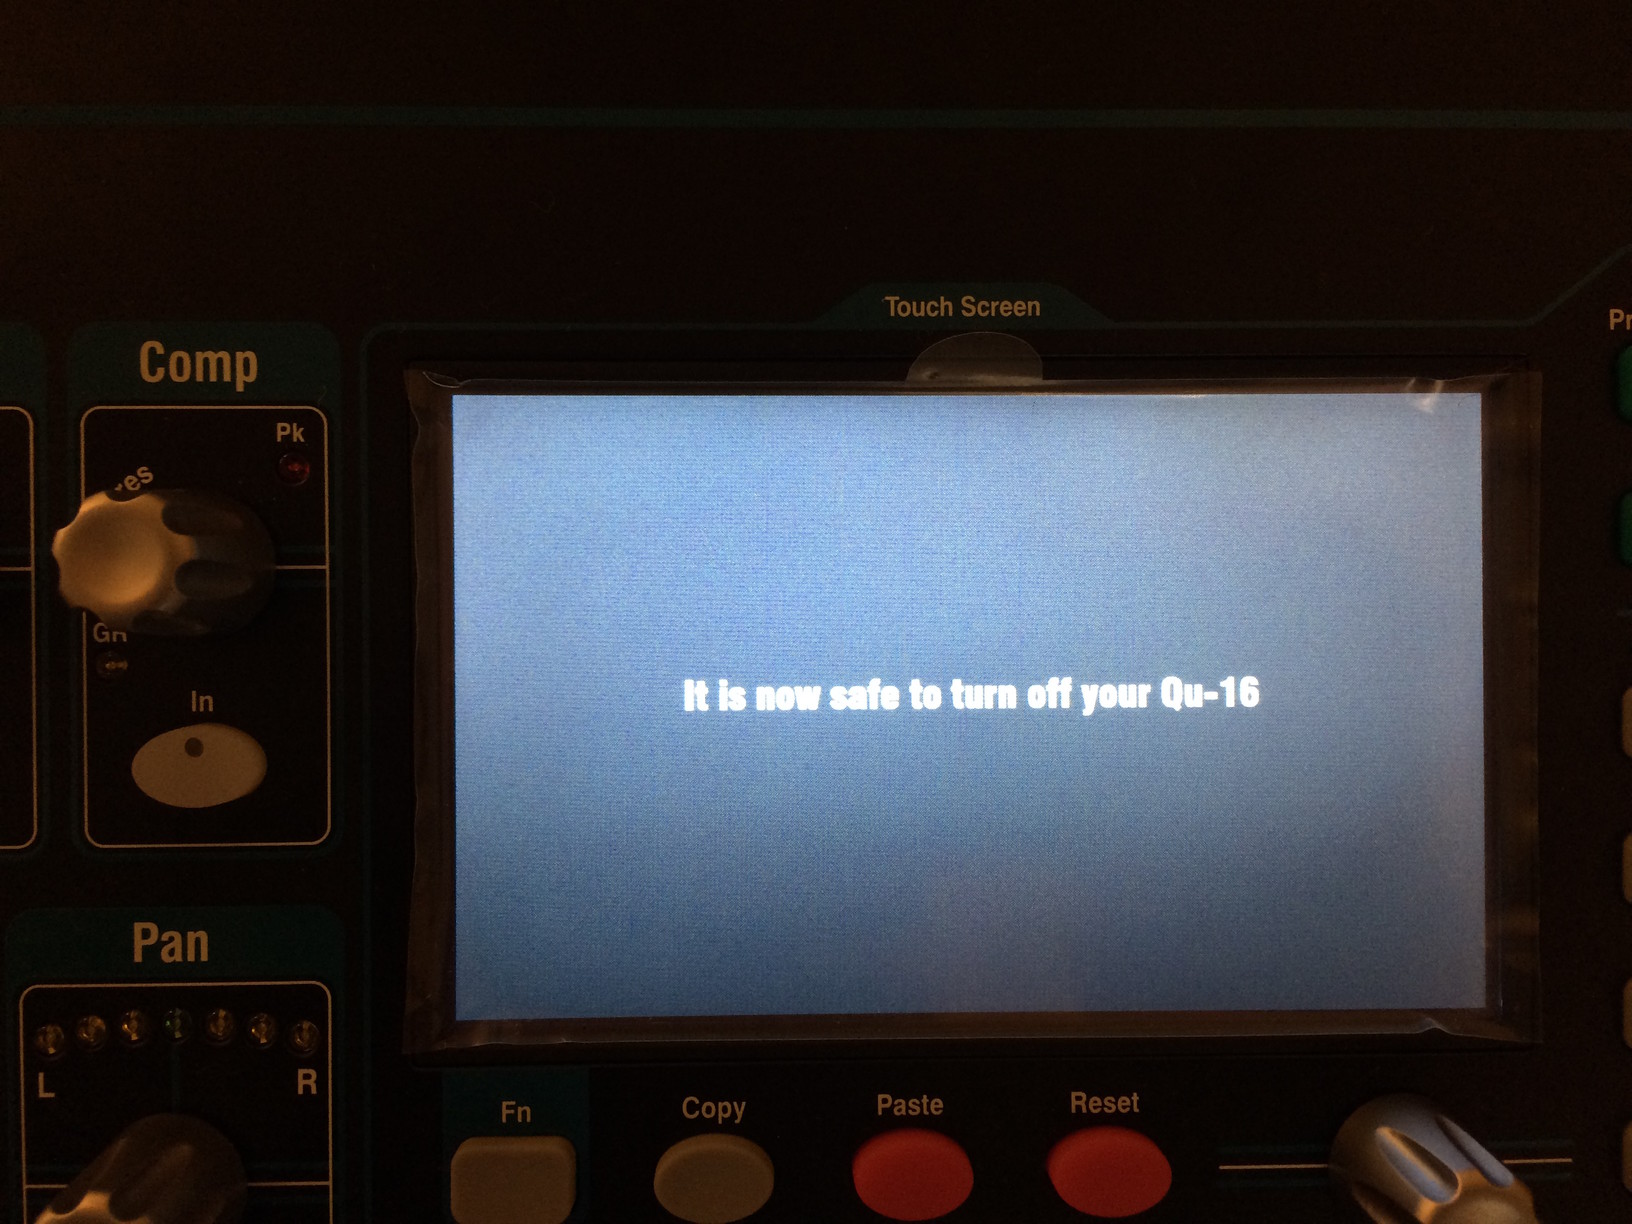 Touch Screen
Comp
Pk
In
It is now safe to turn off your Qu-16
Pan
L
R
Fn
Copy
Paste
Reset